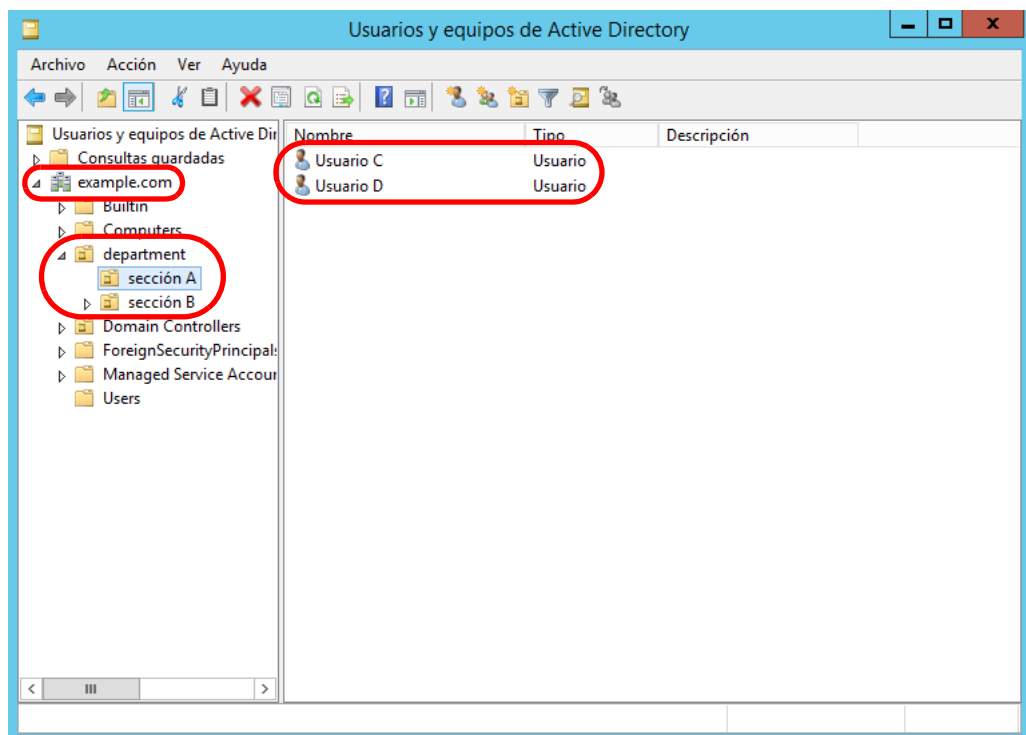 Usuarios y equipos de Active Directory
Archivo Acción Ver Ayuda
Usuarios y equipos de Active Dir
Nombre Tipo Descripción
Consultas guardadas
example.com
Builtin
Computers
department
sección A
sección B
Domain Controllers
ForeignSecurityPrincipals
Managed Service Accour
Users
Usuario C Usuario
Usuario D Usuario